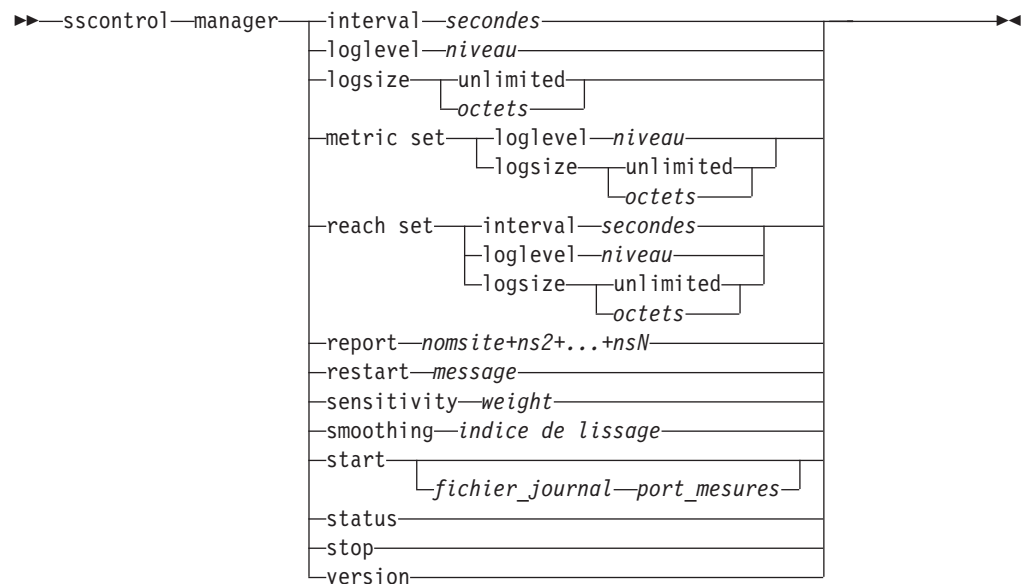 sscontrol manager interval secondes
loglevel niveau
logsize unlimited
octets
metric set loglevel niveau
logsize unlimited
octets
reach set interval secondes
loglevel niveau
logsize unlimited
octets
report nomsite+ns2+...+nsN
restart message
sensitivity weight
smoothing indice de lissage
start
fichier_journal port_mesures
status
stop
version